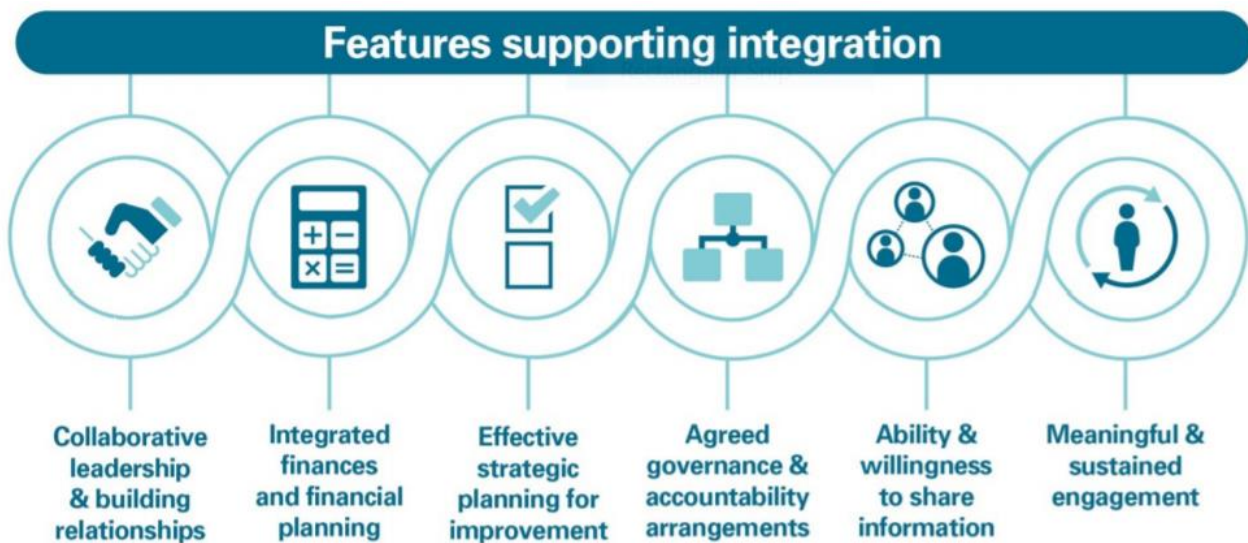 Features supporting integration
Collaborative
leadership
& building
relationships
Integrated
finances
and financial
planning
Effective
strategic
planning for
improvement
Agreed
governance &
accountability
arrangements
Ability &
willingness
to share
information
Meaningful &
sustained
engagement